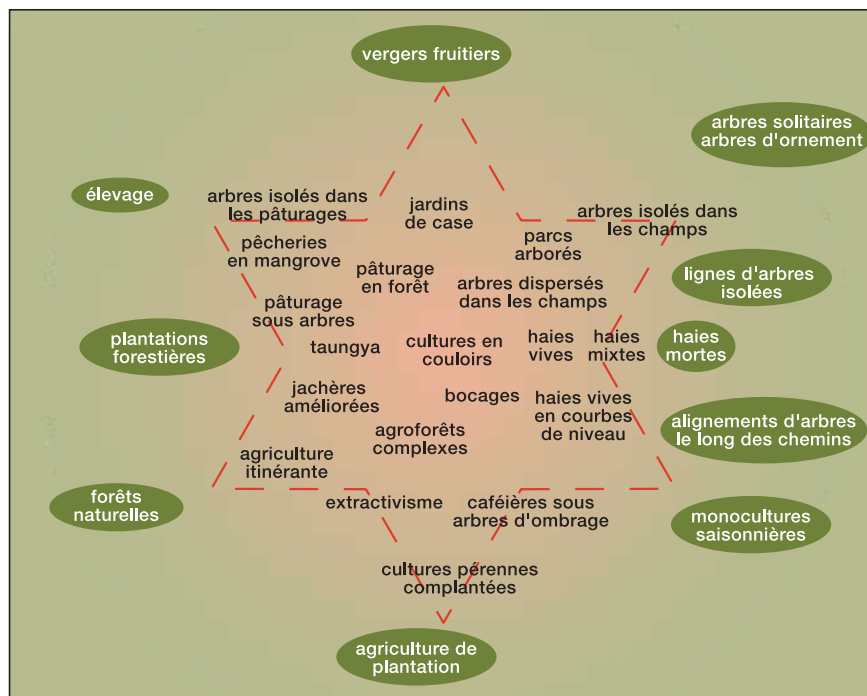 vergers fruitiers
arbres solitaires
arbres d'ornement
élevage
arbres isolés dans
les pâturages
jardins
de case
arbres isolés dans
les champs
parcs
arborés
pêcheries
en mangrove
pâturage
en forêt
arbres dispersés
dans les champs
lignes d'arbres
isolées
pâturage
sous arbres
plantations
forestières
taungya
cultures en
couloirs
haies
vives
haies
mixtes
haies
mortes
jachères
améliorées
bocages
haies vives
en courbes
de niveau
alignements d'arbres
le long des chemins
agroforêts
complexes
agriculture
itinérante
forêts
naturelles
extractivisme
caféières sous
arbres d'ombrage
monocultures
saisonnières
cultures pérennes
complantées
agriculture de
plantation